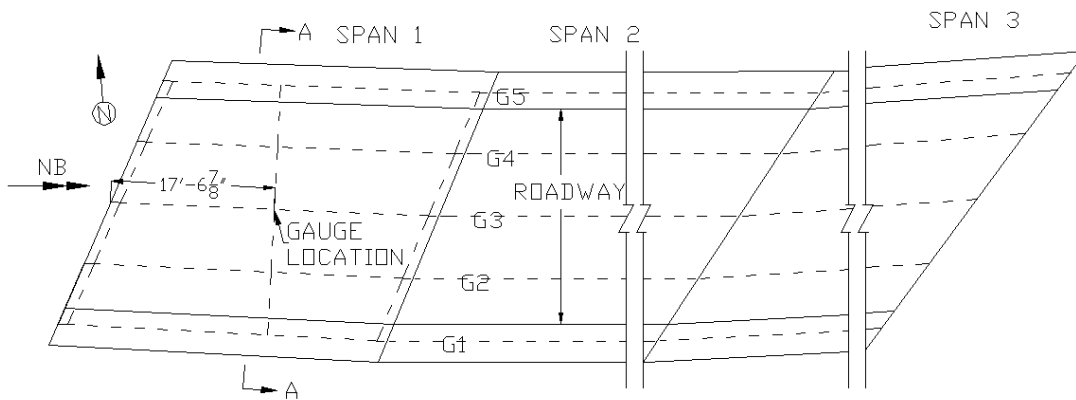 A
SPAN 1
SPAN 2
SPAN 3
N
G5
G4
NB
17'-6 7/8"
ROADWAY
G3
GAUGE
LOCATION
G2
G1
A